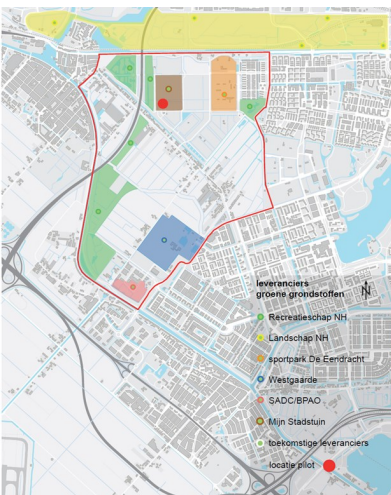 leveranciers
groene grondstoffen
N
Recreatieschap NH
Landschap NH
sportpark De Eendracht
Westgaarde
SADC/BPAO
Mijn Stadstuin
toekomstige leveranciers
locatie pilot